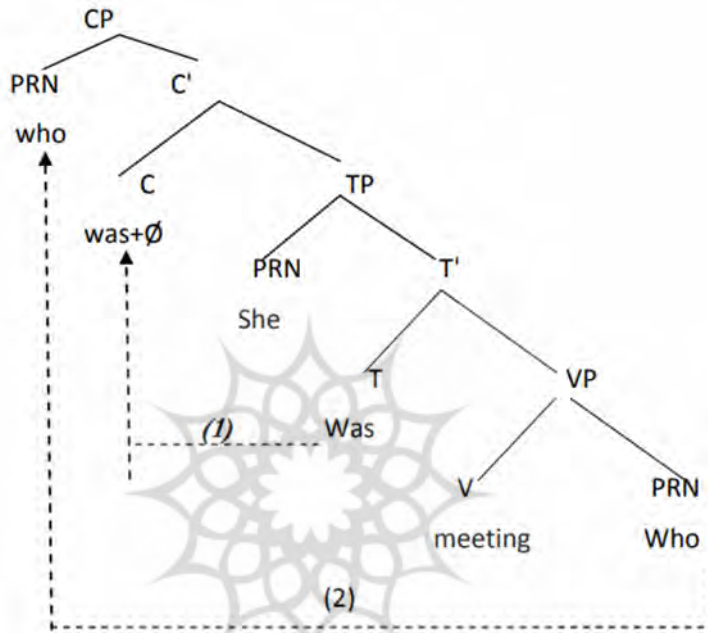 CP
PRN C'
who
C TP
was+Ø
PRN T'
She
T VP
(1) Was
V PRN
meeting Who
(2)